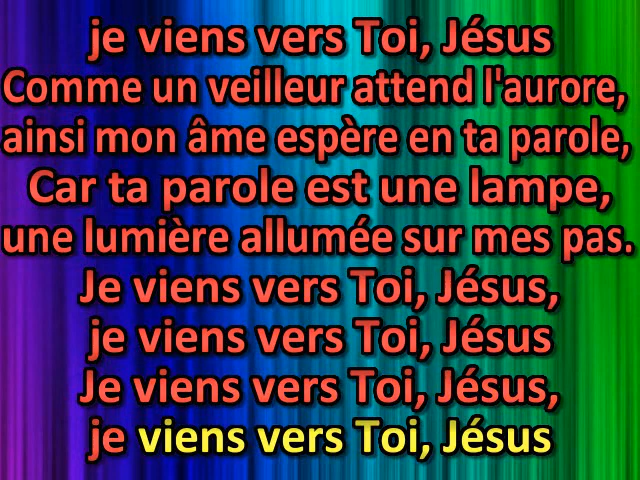 je viens vers Toi, Jésus
Comme un veilleur attend l'aurore,
ainsi mon âme espère en ta parole,
Car ta parole est une lampe,
une lumière allumée sur mes pas.
Je viens vers Toi, Jésus,
je viens vers Toi, Jésus
Je viens vers Toi, Jésus,
je viens vers Toi, Jésus